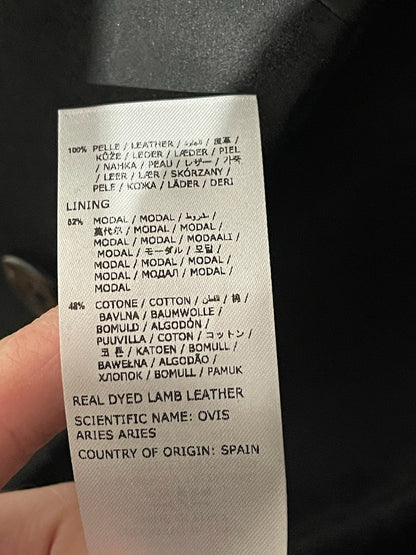 100% PELLE / LEATHER / الجلود / 皮革 /
KŮŽE / LEDER / LÆDER / PIEL
/ NAHKA / PEAU / レザー / 가죽
/ LEER / LÆR / SKÓRZANY /
PELE / КОЖА / LÄDER / DERI
LINING
52% MODAL / MODAL / مخروط /
莫代尔 / MODAL / MODAL /
MODAL / MODAL / MODAALI /
MODAL / モーダル / 모달 /
MODAL / MODAL / MODAL /
MODAL / МОДАЛ / MODAL /
MODAL
48% COTONE / COTTON / القطن / 棉
/ BAVLNA / BAUMWOLLE /
BOMULD / ALGODÓN /
PUUVILLA / COTON / コットン /
코튼 / KATOEN / BOMULL /
BAWEŁNA / ALGODÃO /
ХЛОПОК / BOMULL / PAMUK
REAL DYED LAMB LEATHER
SCIENTIFIC NAME: OVIS
ARIES ARIES
COUNTRY OF ORIGIN: SPAIN